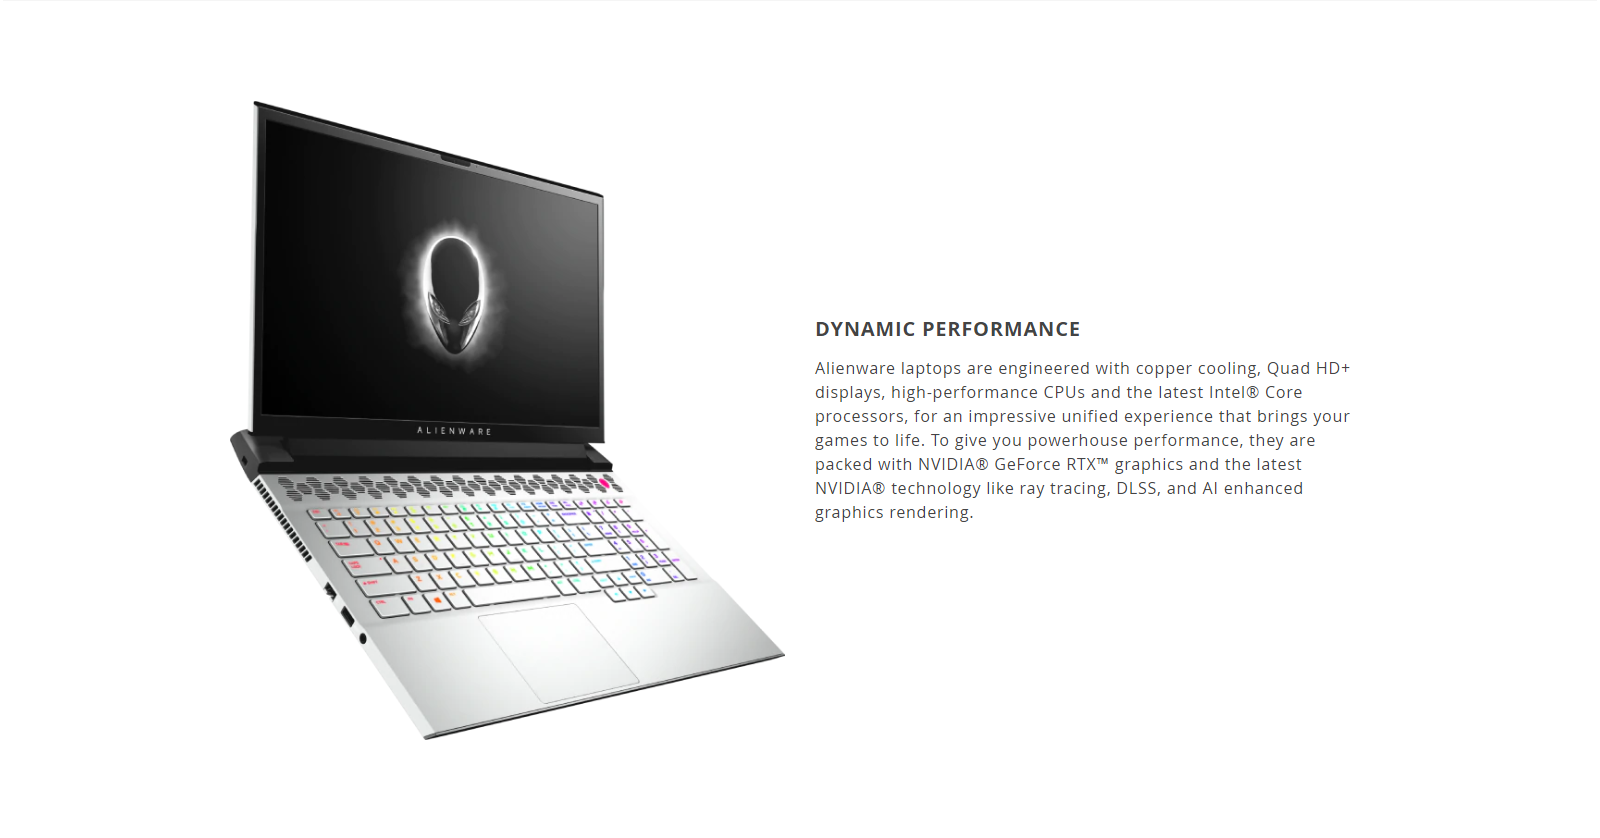 ALIENWARE
DYNAMIC PERFORMANCE
Alienware laptops are engineered with copper cooling, Quad HD+
displays, high-performance CPUs and the latest Intel® Core
processors, for an impressive unified experience that brings your
games to life. To give you powerhouse performance, they are
packed with NVIDIA® GeForce RTX™ graphics and the latest
NVIDIA® technology like ray tracing, DLSS, and AI enhanced
graphics rendering.